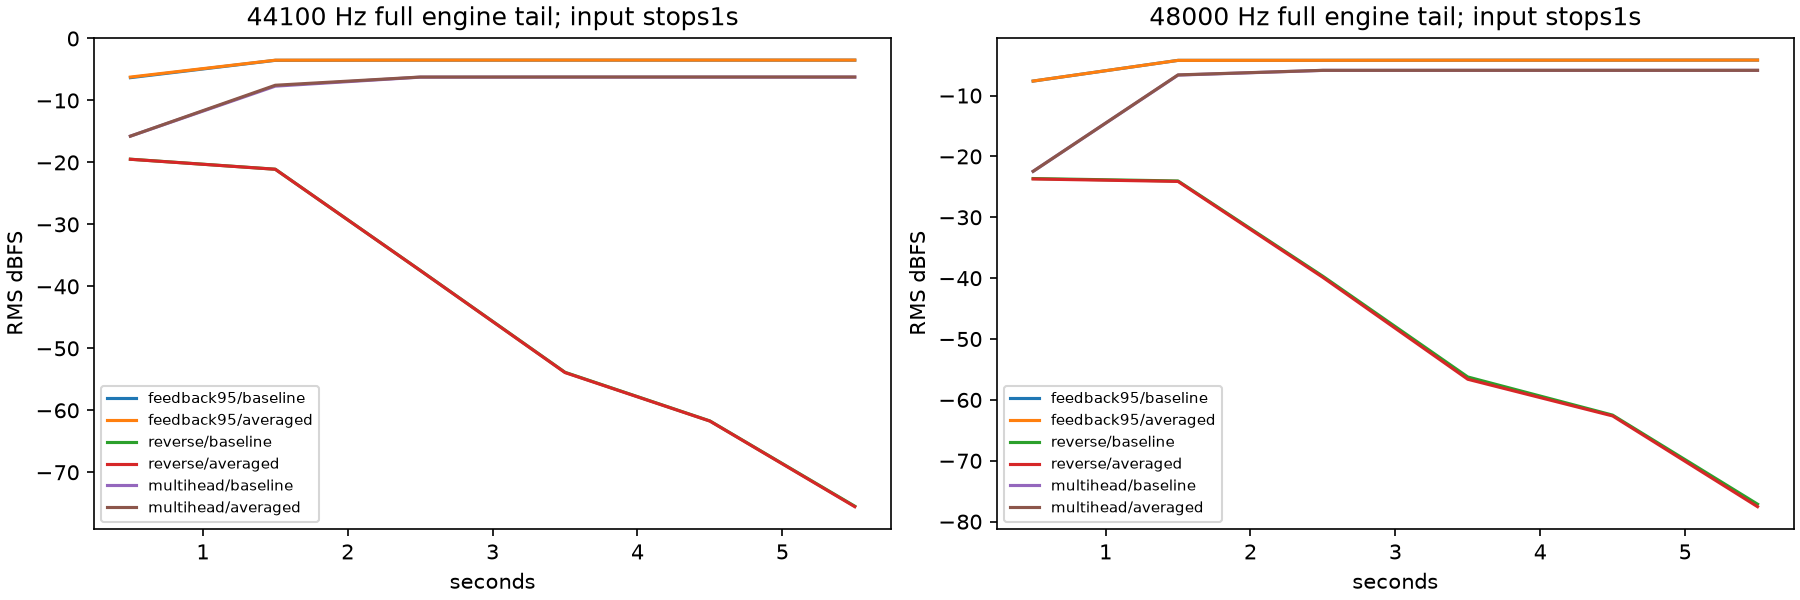 44100 Hz full engine tail; input stops1s
0
−10
−20
−30
−40
−50
−60
−70
RMS dBFS
feedback95/baseline
feedback95/averaged
reverse/baseline
reverse/averaged
multihead/baseline
multihead/averaged
1 2 3 4 5
seconds
48000 Hz full engine tail; input stops1s
−10
−20
−30
−40
−50
−60
−70
−80
RMS dBFS
feedback95/baseline
feedback95/averaged
reverse/baseline
reverse/averaged
multihead/baseline
multihead/averaged
1 2 3 4 5
seconds